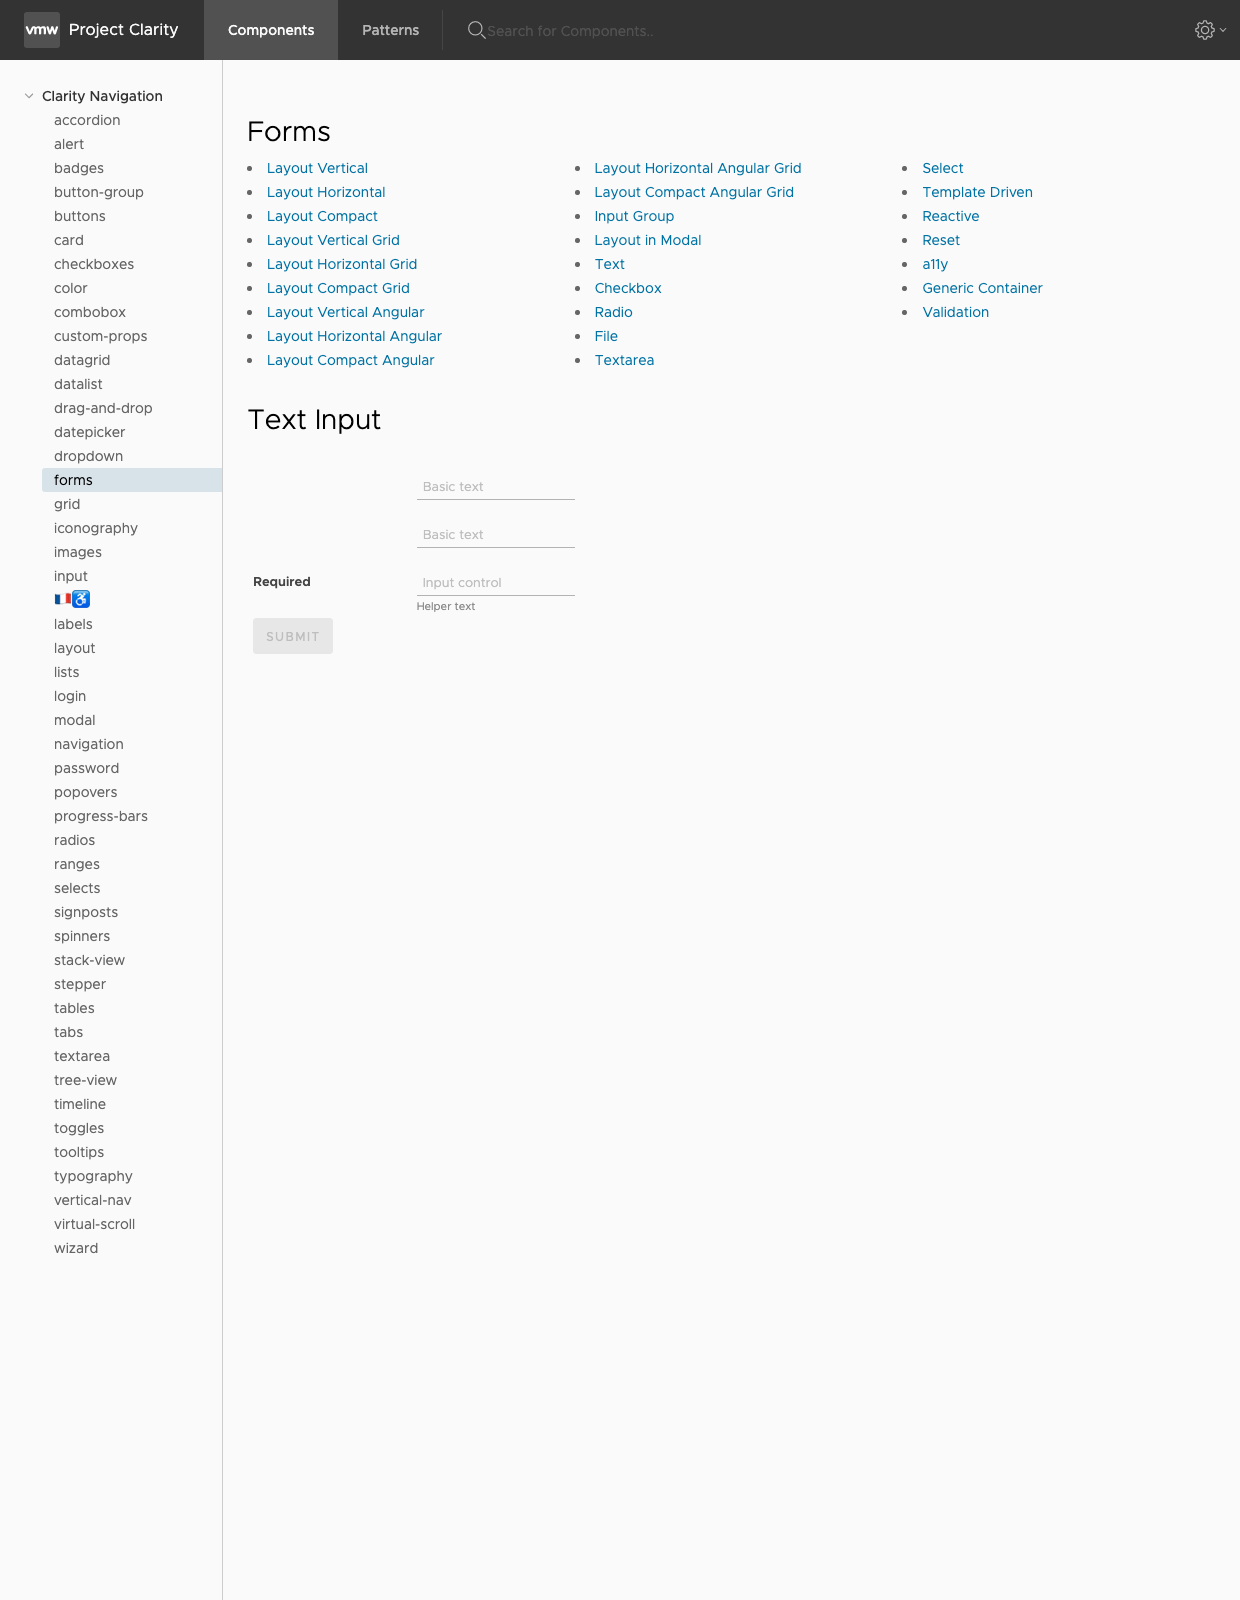 vmw Project Clarity
Components
Patterns
Search for Components..
Clarity Navigation
accordion
alert
badges
button-group
buttons
card
checkboxes
color
combobox
custom-props
datagrid
datalist
drag-and-drop
datepicker
dropdown
forms
grid
iconography
images
input
🇫🇷♿
labels
layout
lists
login
modal
navigation
password
popovers
progress-bars
radios
ranges
selects
signposts
spinners
stack-view
stepper
tables
tabs
textarea
tree-view
timeline
toggles
tooltips
typography
vertical-nav
virtual-scroll
wizard
Forms
Layout Vertical
Layout Horizontal
Layout Compact
Layout Vertical Grid
Layout Horizontal Grid
Layout Compact Grid
Layout Vertical Angular
Layout Horizontal Angular
Layout Compact Angular
Layout Horizontal Angular Grid
Layout Compact Angular Grid
Input Group
Layout in Modal
Text
Checkbox
Radio
File
Textarea
Select
Template Driven
Reactive
Reset
a11y
Generic Container
Validation
Text Input
Basic text
Basic text
Required
Input control
Helper text
SUBMIT